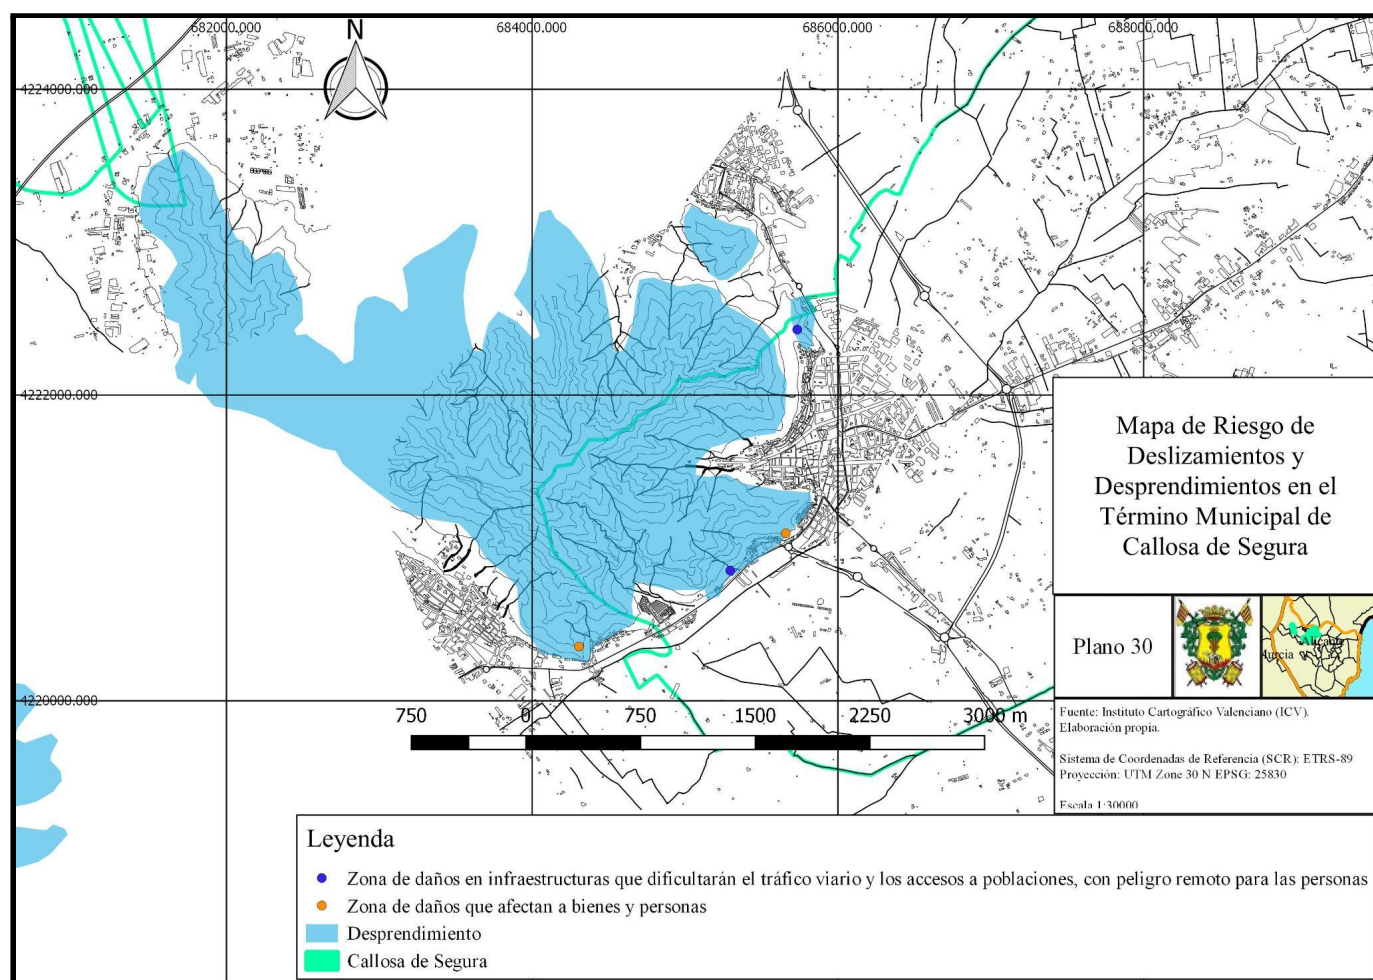 682000.000
684000.000
686000.000
688000.000
N
4224000.000
4222000.000
4220000.000
Mapa de Riesgo de
Deslizamientos y
Desprendimientos en el
Término Municipal de
Callosa de Segura
Plano 30
Alicante
Murcia
Fuente: Instituto Cartográfico Valenciano (ICV).
Elaboración propia.
Sistema de Coordenadas de Referencia (SCR): ETRS-89
Proyección: UTM Zone 30 N EPSG: 25830
Escala 1:30000
750 0 750 1500 2250 3000 m
Leyenda
Zona de daños en infraestructuras que dificultarán el tráfico viario y los accesos a poblaciones, con peligro remoto para las personas
Zona de daños que afectan a bienes y personas
Desprendimiento
Callosa de Segura